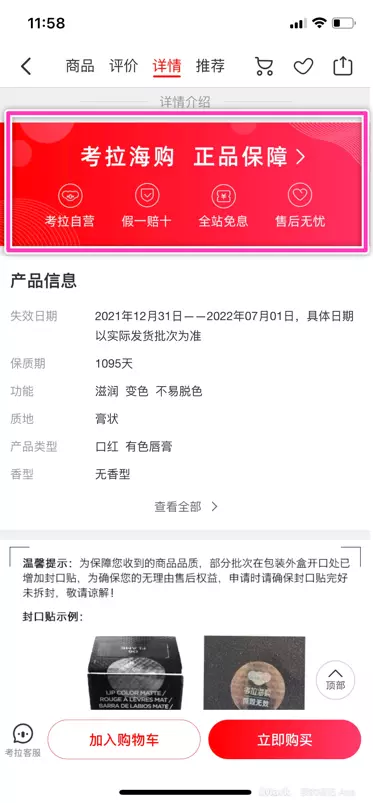 11:58
商品 评价 详情 推荐
详情介绍
考拉海购 正品保障
考拉自营 假一赔十 全站免息 售后无忧
产品信息
失效日期 2021年12月31日——2022年07月01日，具体日期
以实际发货批次为准
保质期 1095天
功能 滋润 变色 不易脱色
质地 膏状
产品类型 口红 有色唇膏
香型 无香型
查看全部
温馨提示：为保障您收到的商品品质，部分批次在包装外盒开口处已
增加封口贴，为确保您的无理由售后权益，申请时请确保封口贴完好
未拆封，敬请谅解！
封口贴示例：
LIP COLOR MATTE/
ROUGE À LÈVRES MAT/
BARRA DE LABIOS MATE/
考拉海购
顶部
考拉客服
加入购物车 立即购买